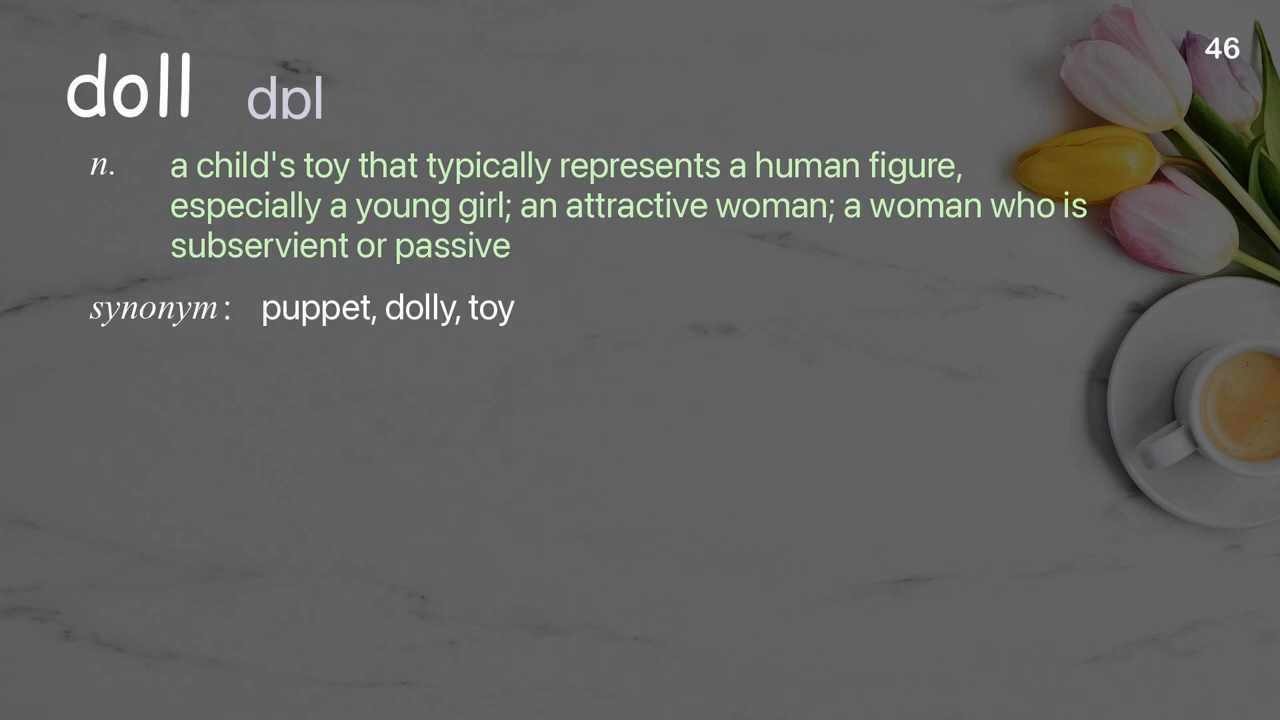 46
doll dɒl
n. a child's toy that typically represents a human figure,
especially a young girl; an attractive woman; a woman who is
subservient or passive
synonym: puppet, dolly, toy